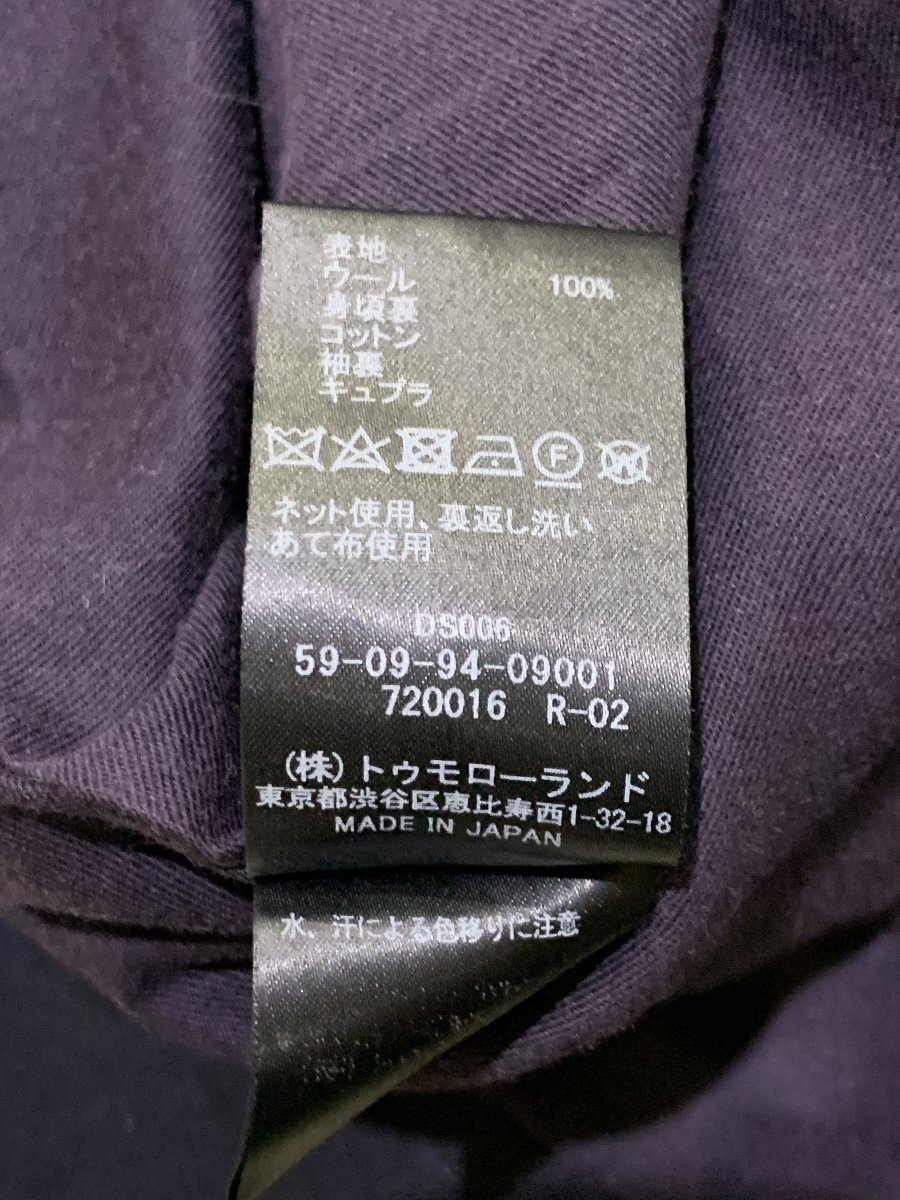 表地
ウール 100%
身頃裏
コットン
袖裏
キュプラ
F
W
ネット使用、裏返し洗い
あて布使用
DS006
59-09-94-09001
720016 R-02
(株)トゥモローランド
東京都渋谷区恵比寿西1-32-18
MADE IN JAPAN
水、汗による色移りに注意